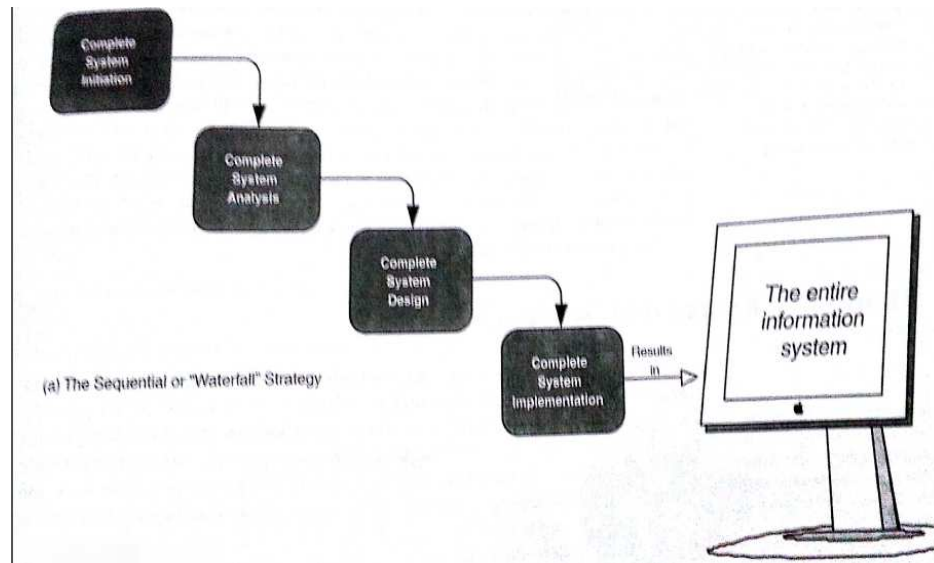 Complete
System
Initiation
Complete
System
Analysis
Complete
System
Design
Complete
System
Implementation
Results
in
The entire
information
system
(a) The Sequential or "Waterfall" Strategy